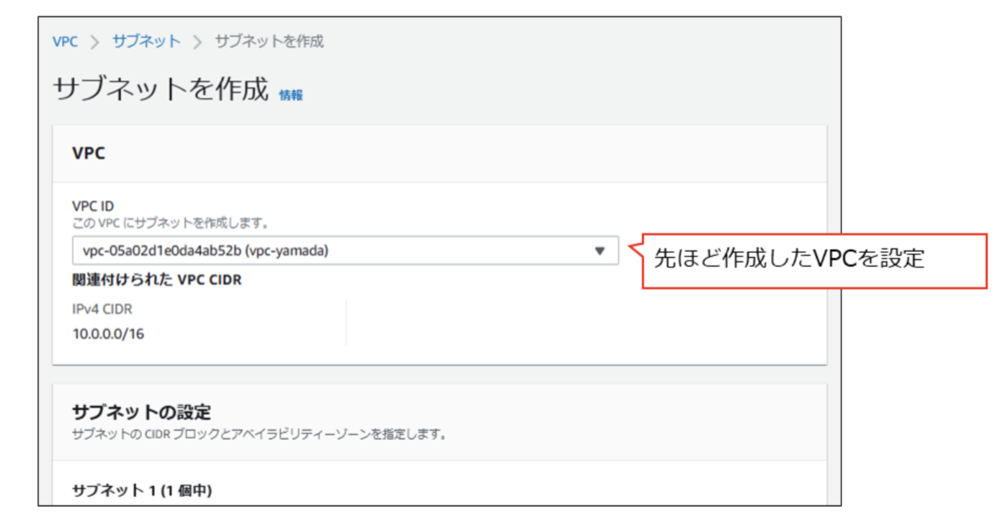 VPC > サブネット > サブネットを作成
サブネットを作成 情報
VPC
VPC ID
この VPC にサブネットを作成します。
vpc-05a02d1e0da4ab52b (vpc-yamada)
先ほど作成したVPCを設定
関連付けられた VPC CIDR
IPv4 CIDR
10.0.0.0/16
サブネットの設定
サブネットの CIDR ブロックとアベイラビリティーゾーンを指定します。
サブネット 1 (1 個中)